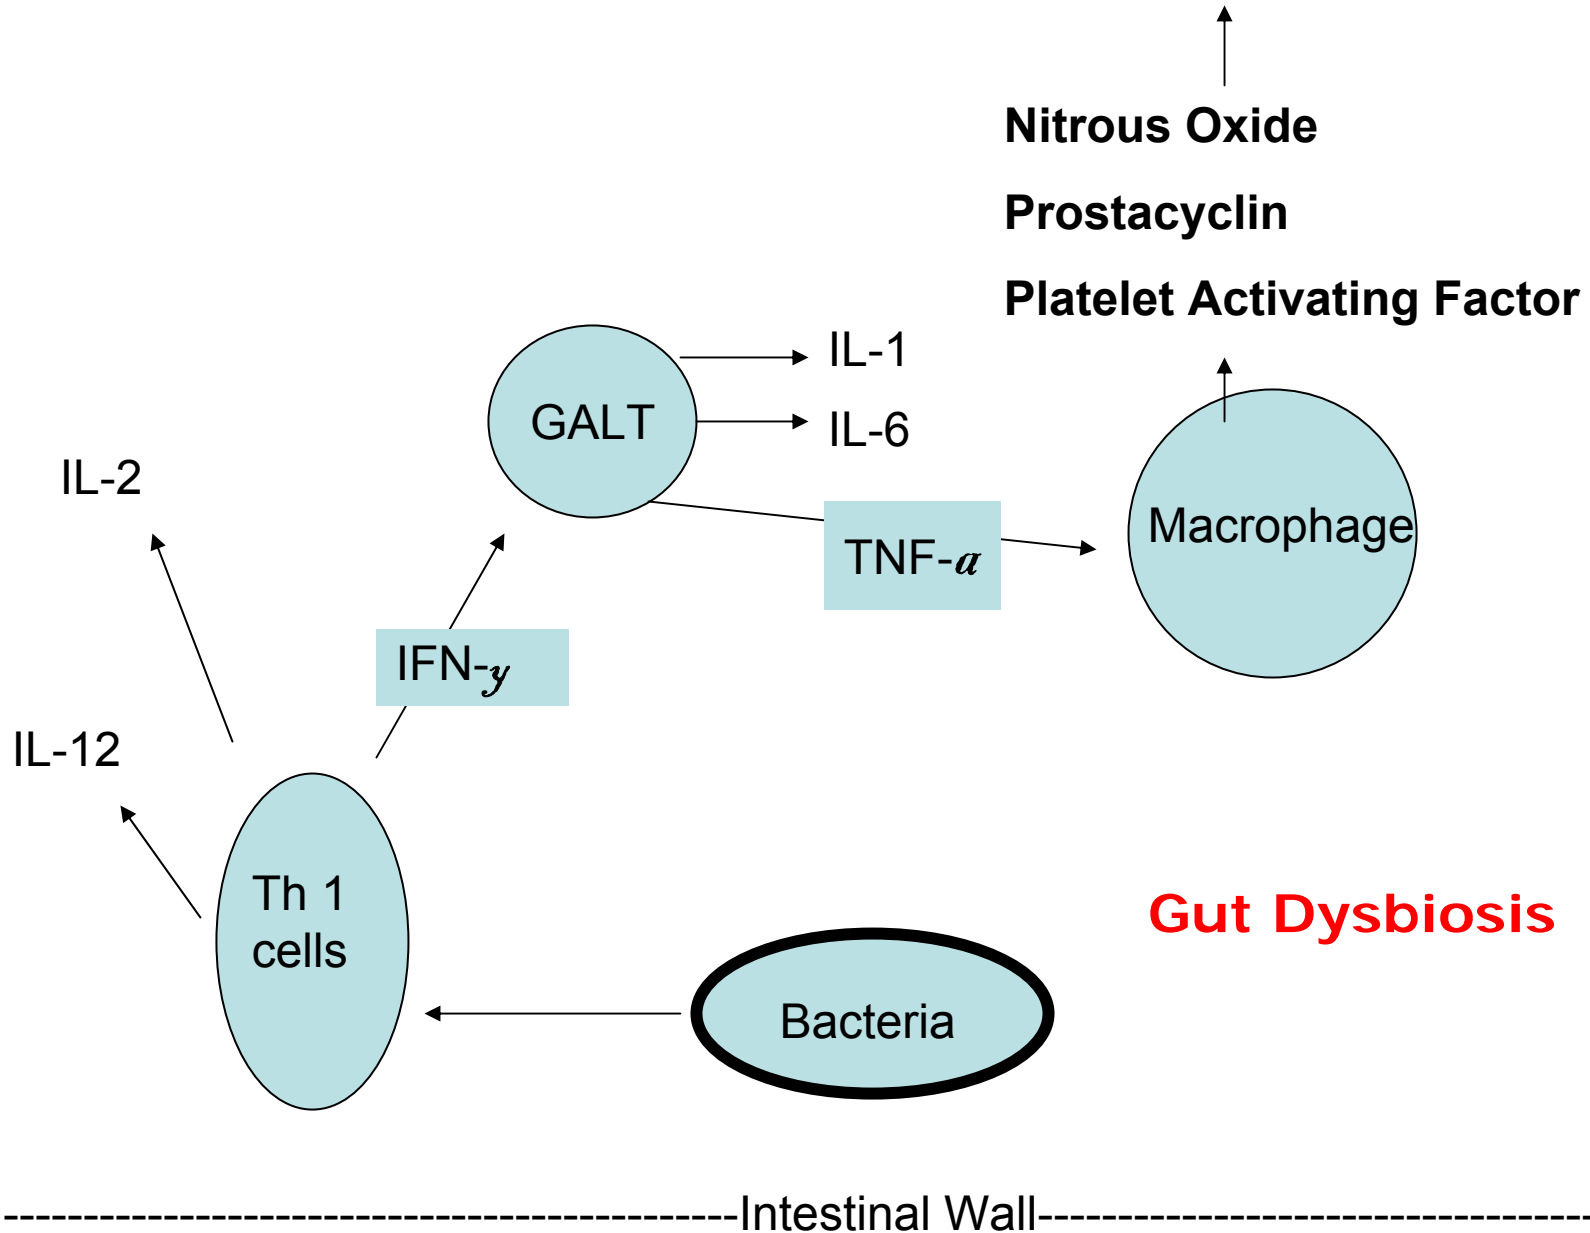 Nitrous Oxide
Prostacyclin
Platelet Activating Factor
IL-1
GALT
IL-6
IL-2
Macrophage
TNF-α
IFN-y
IL-12
Th 1
cells
Gut Dysbiosis
Bacteria
Intestinal Wall